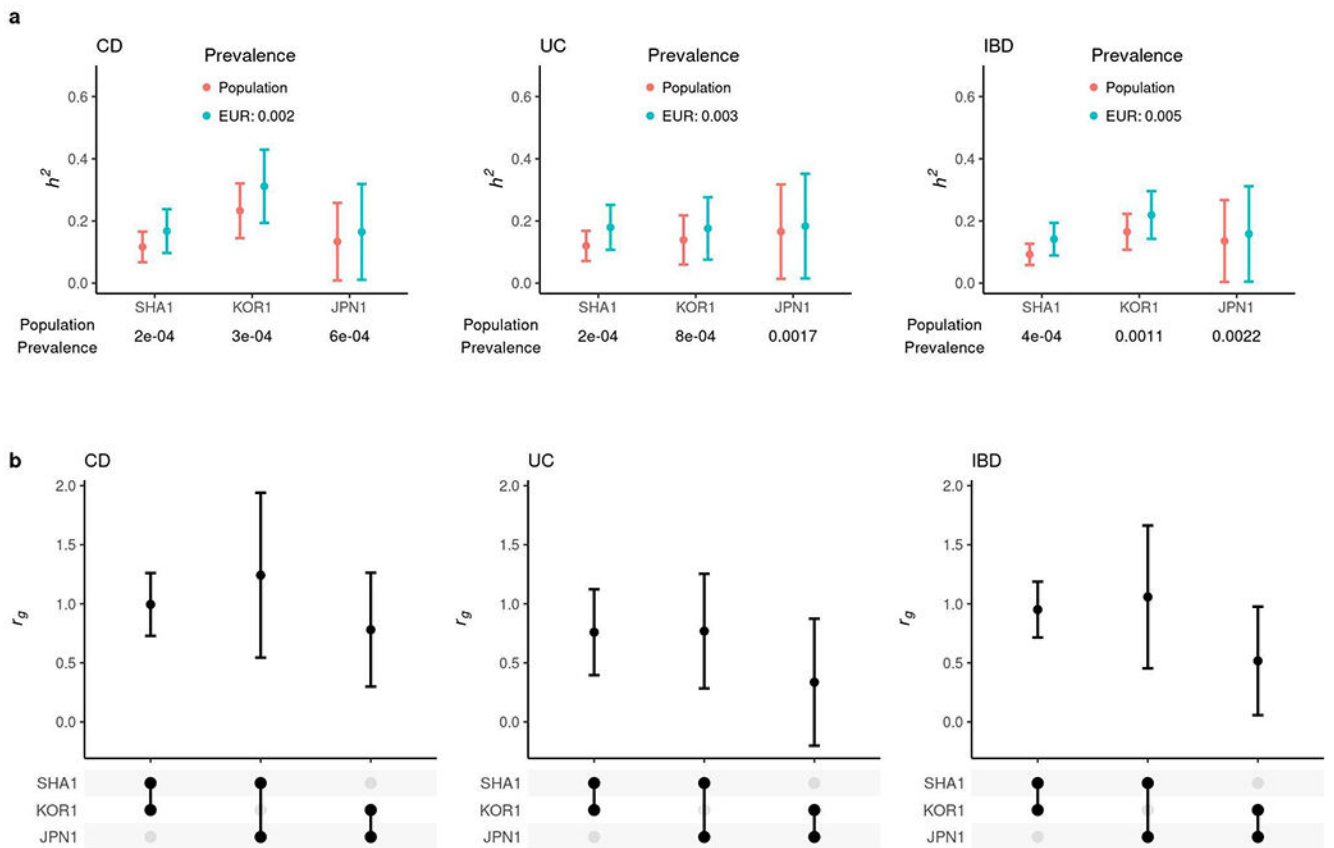 a
CD
Prevalence
Population
EUR: 0.002
h²
0.6
0.4
0.2
0.0
SHA1 KOR1 JPN1
Population
Prevalence
2e-04 3e-04 6e-04
UC
Prevalence
Population
EUR: 0.003
h²
0.6
0.4
0.2
0.0
SHA1 KOR1 JPN1
Population
Prevalence
2e-04 8e-04 0.0017
IBD
Prevalence
Population
EUR: 0.005
h²
0.6
0.4
0.2
0.0
SHA1 KOR1 JPN1
Population
Prevalence
4e-04 0.0011 0.0022
b
CD
r_g
2.0
1.5
1.0
0.5
0.0
SHA1
KOR1
JPN1
UC
r_g
2.0
1.5
1.0
0.5
0.0
SHA1
KOR1
JPN1
IBD
r_g
2.0
1.5
1.0
0.5
0.0
SHA1
KOR1
JPN1